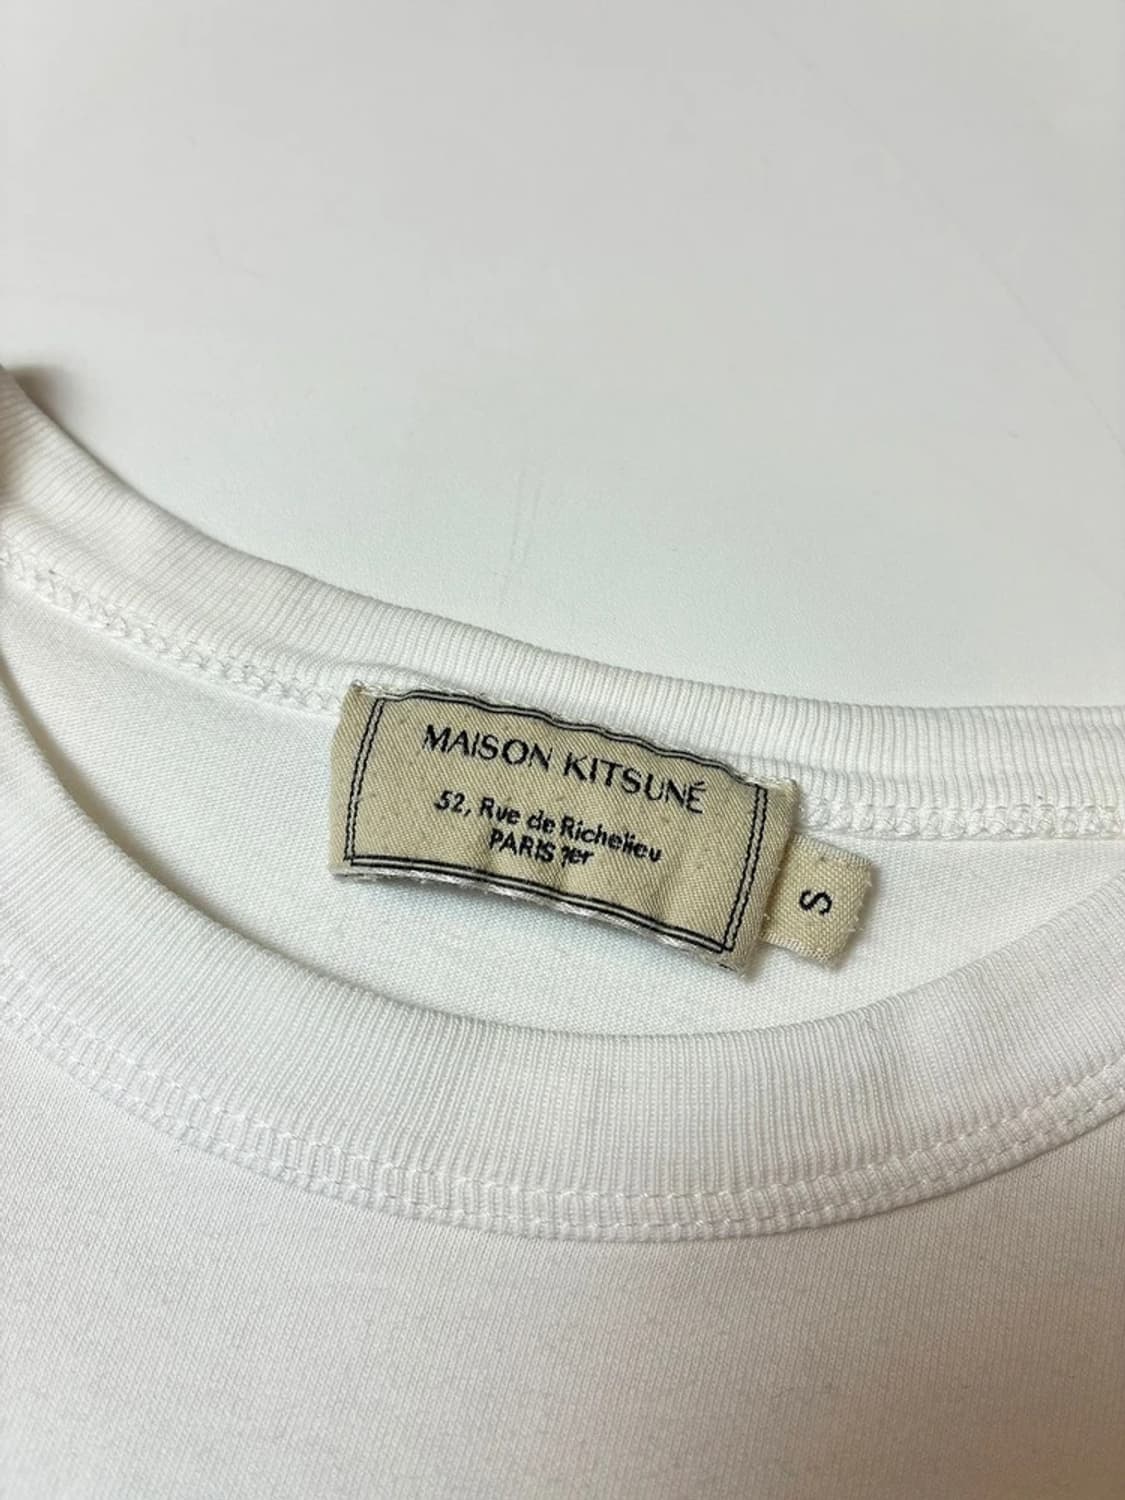 MAISON KITSUNÉ
52, Rue de Richelieu
PARIS 1er
S